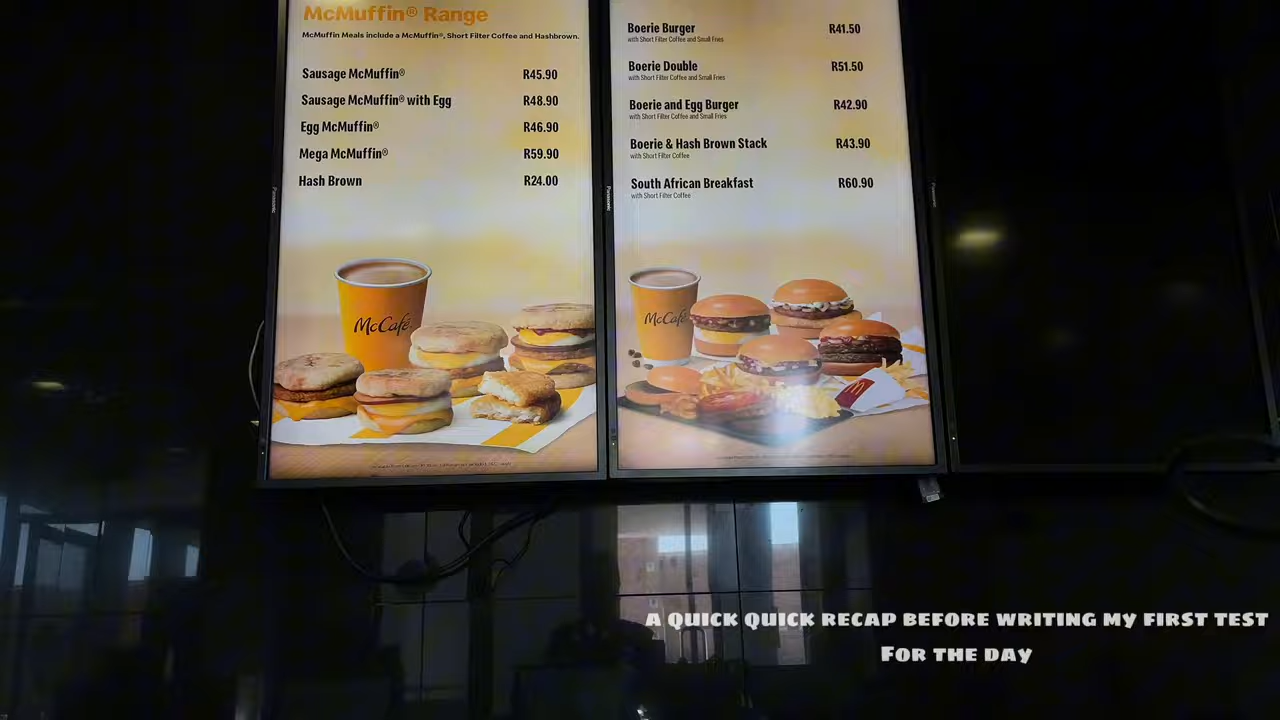 McMuffin® Range
McMuffin Meals include a McMuffin®, Short Filter Coffee and Hashbrown.
Sausage McMuffin® R45.90
Sausage McMuffin® with Egg R48.90
Egg McMuffin® R46.90
Mega McMuffin® R59.90
Hash Brown R24.00
McCafé
Panasonic
Boerie Burger R41.50
with Short Filter Coffee and Small Fries
Boerie Double R51.50
with Short Filter Coffee and Small Fries
Boerie and Egg Burger R42.90
with Short Filter Coffee and Small Fries
Boerie & Hash Brown Stack R43.90
with Short Filter Coffee
South African Breakfast R60.90
with Short Filter Coffee
McCafé
Panasonic
Panasonic
A QUICK QUICK RECAP BEFORE WRITING MY FIRST TEST
FOR THE DAY